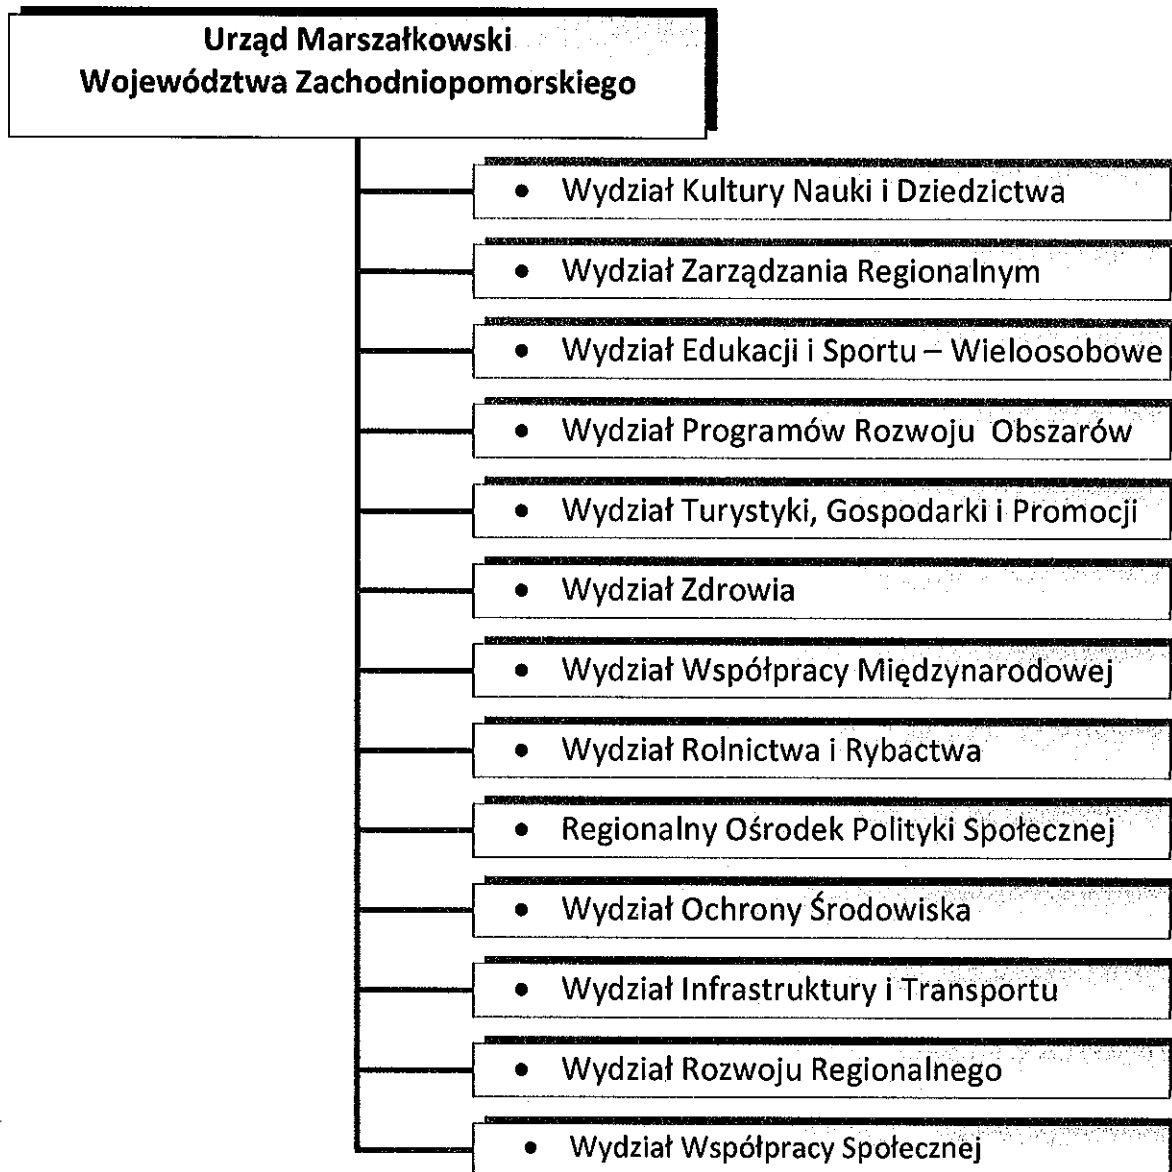 Urząd Marszałkowski
Województwa Zachodniopomorskiego
• Wydział Kultury Nauki i Dziedzictwa
• Wydział Zarządzania Regionalnym
• Wydział Edukacji i Sportu – Wieloosobowe
• Wydział Programów Rozwoju Obszarów
• Wydział Turystyki, Gospodarki i Promocji
• Wydział Zdrowia
• Wydział Współpracy Międzynarodowej
• Wydział Rolnictwa i Rybactwa
• Regionalny Ośrodek Polityki Społecznej
• Wydział Ochrony Środowiska
• Wydział Infrastruktury i Transportu
• Wydział Rozwoju Regionalnego
• Wydział Współpracy Społecznej